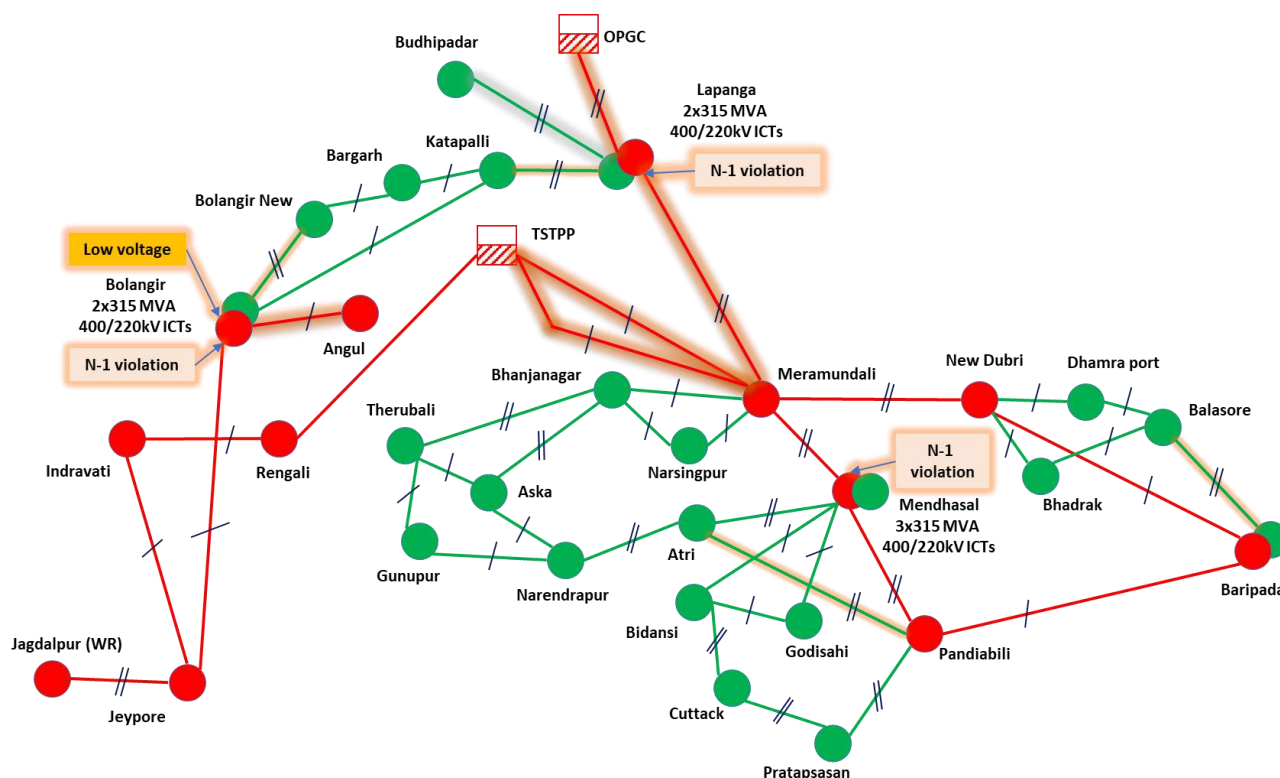 OPGC
Budhipadar
Lapanga
2x315 MVA
400/220kV ICTs
N-1 violation
Katapalli
Bargarh
Bolangir New
TSTPP
Low voltage
Bolangir
2x315 MVA
400/220kV ICTs
N-1 violation
Angul
Bhanjanagar
Meramundali
New Dubri
Dhamra port
Balasore
Therubali
Indravati
Rengali
Narsingpur
N-1
violation
Aska
Mendhasal
3x315 MVA
400/220kV ICTs
Bhadrak
Atri
Gunupur
Narendrapur
Baripada
Bidansi
Godisahi
Pandiabili
Jagdalpur (WR)
Jeypore
Cuttack
Pratapsasan